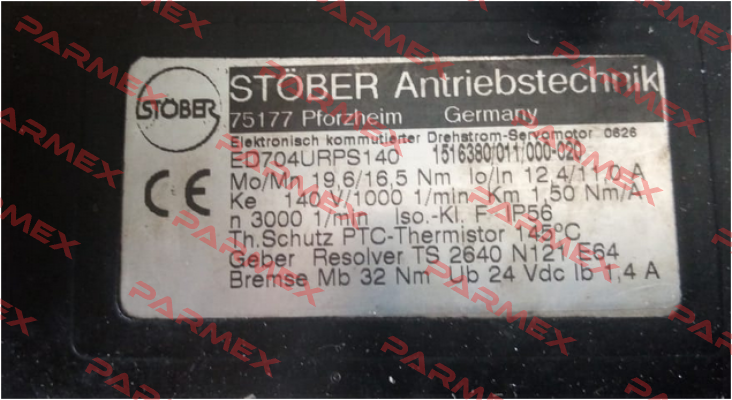 STÖBER
STÖBER Antriebstechnik
75177 Pforzheim Germany
Elektronisch kommutierter Drehstrom-Servomotor 0626
ED704URPS140 1516380/011/000-020
Mo/Mn 19,6/16,5 Nm Io/In 12,4/11,0 A
Ke 140 V/1000 1/min Km 1,50 Nm/A
n 3000 1/min Iso.-Kl. F IP56
Th.Schutz PTC-Thermistor 145°C
Geber Resolver TS 2640 N121 E64
Bremse Mb 32 Nm Ub 24 Vdc Ib 1,4 A
CE
PARMEX